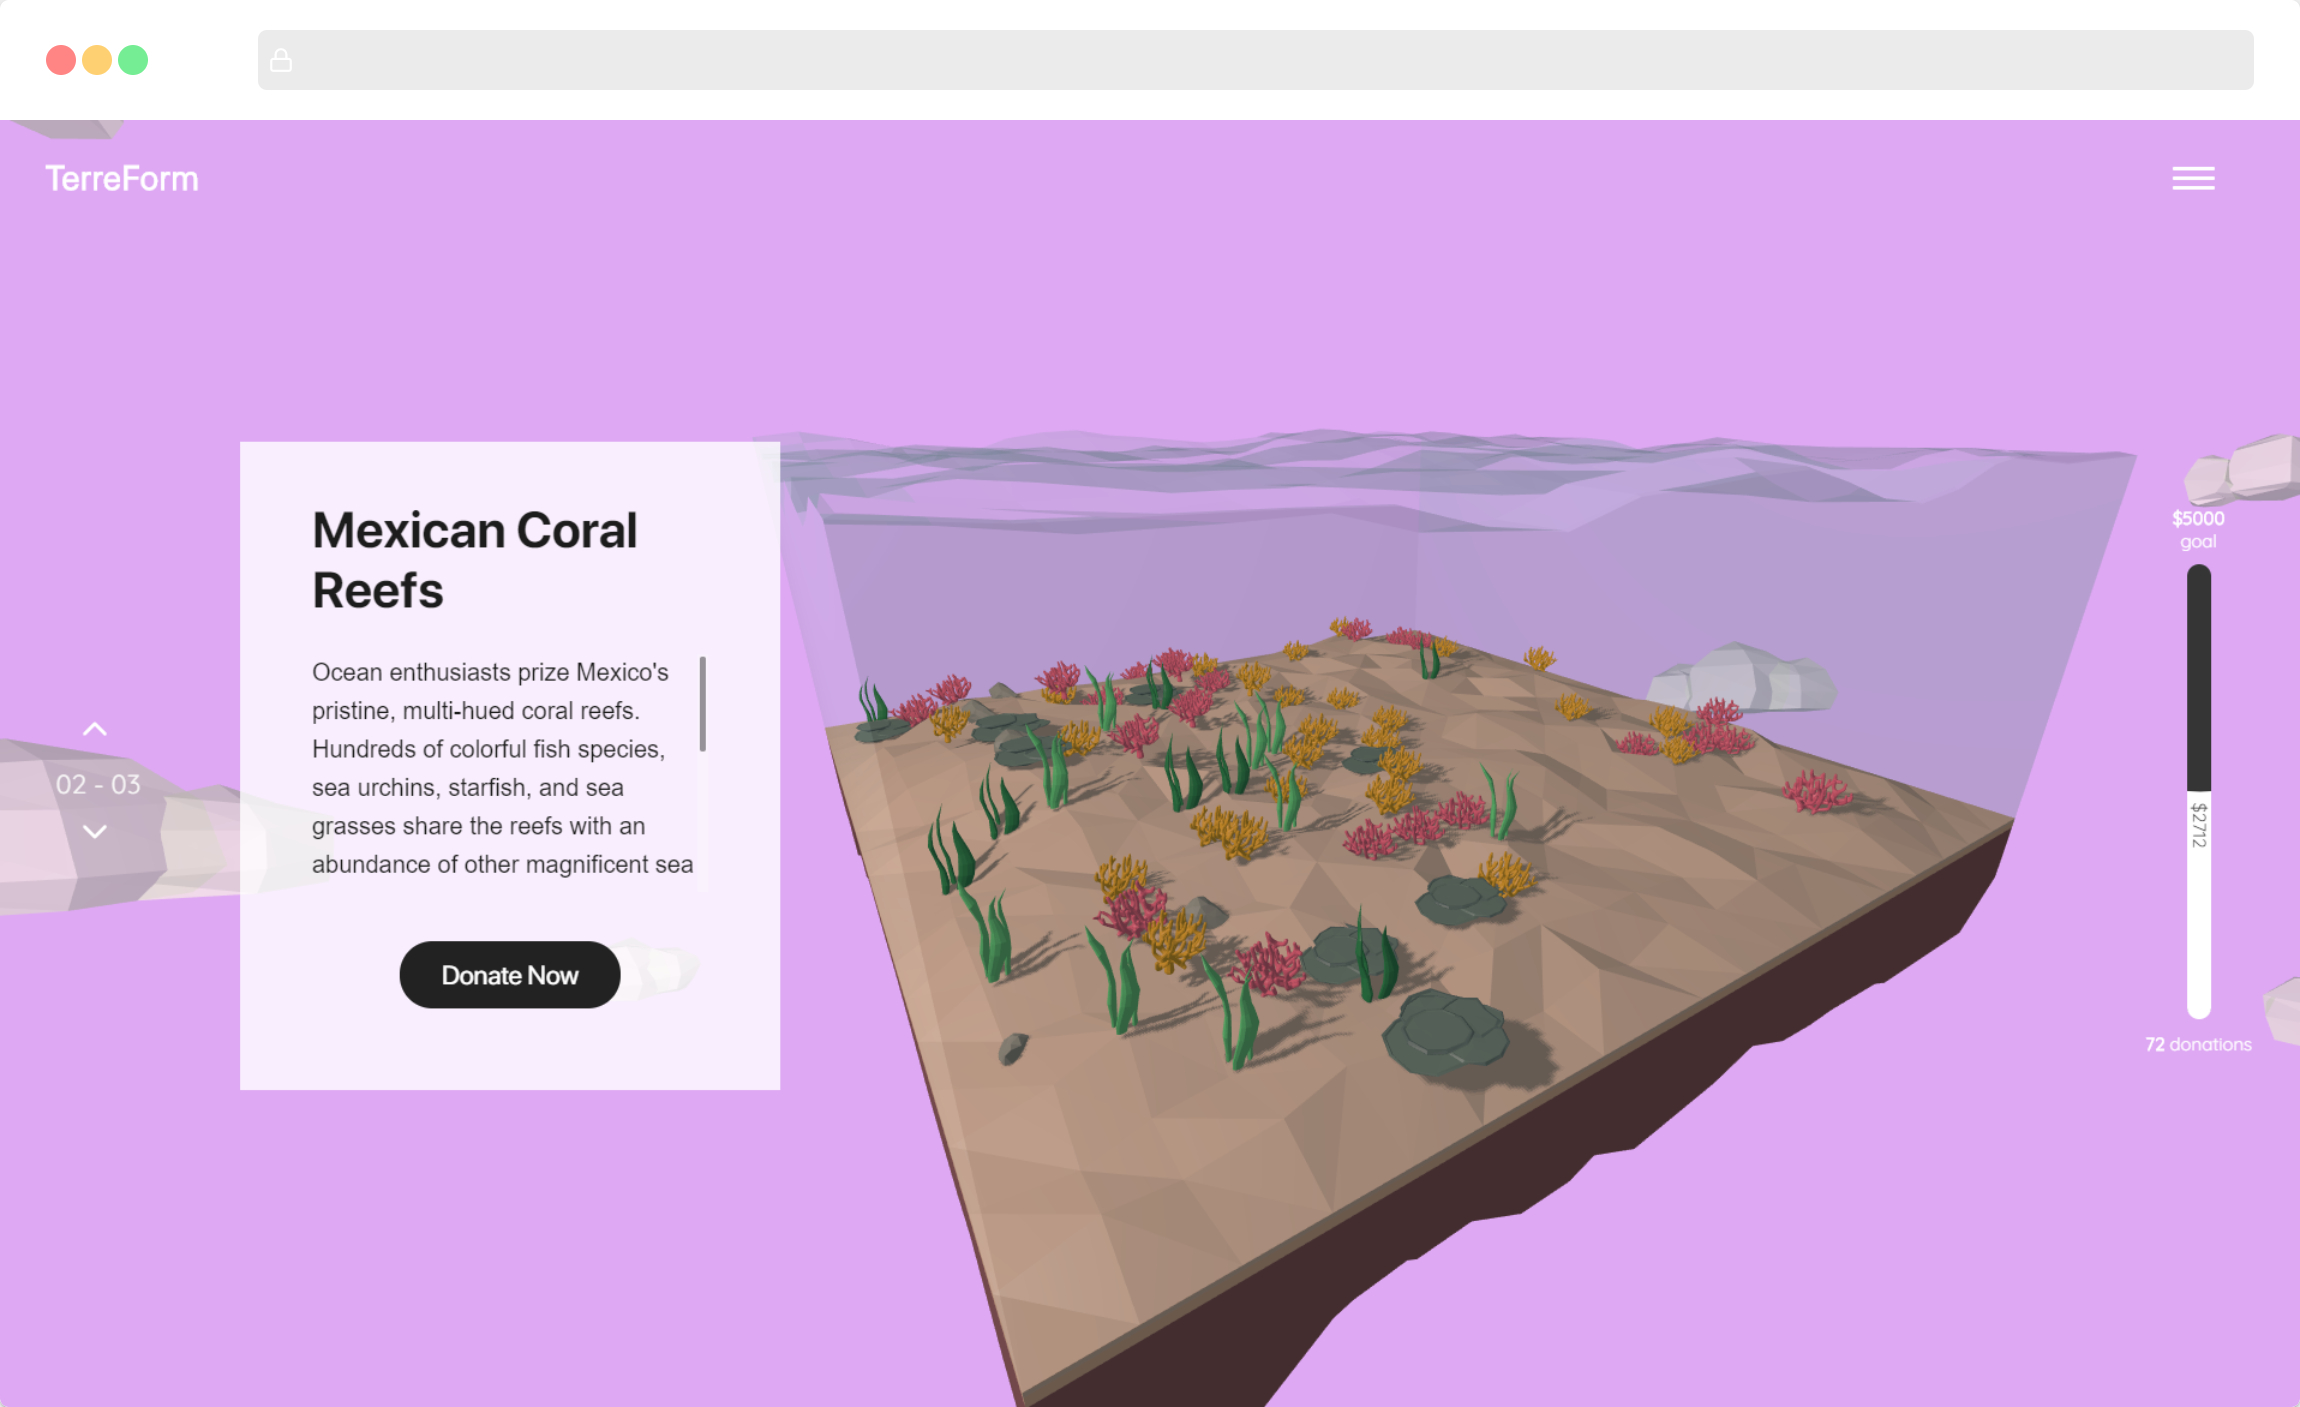 TerreForm
Mexican Coral
Reefs
Ocean enthusiasts prize Mexico's
pristine, multi-hued coral reefs.
Hundreds of colorful fish species,
sea urchins, starfish, and sea
grasses share the reefs with an
abundance of other magnificent sea
Donate Now
02 - 03
$5000
goal
$2712
72 donations